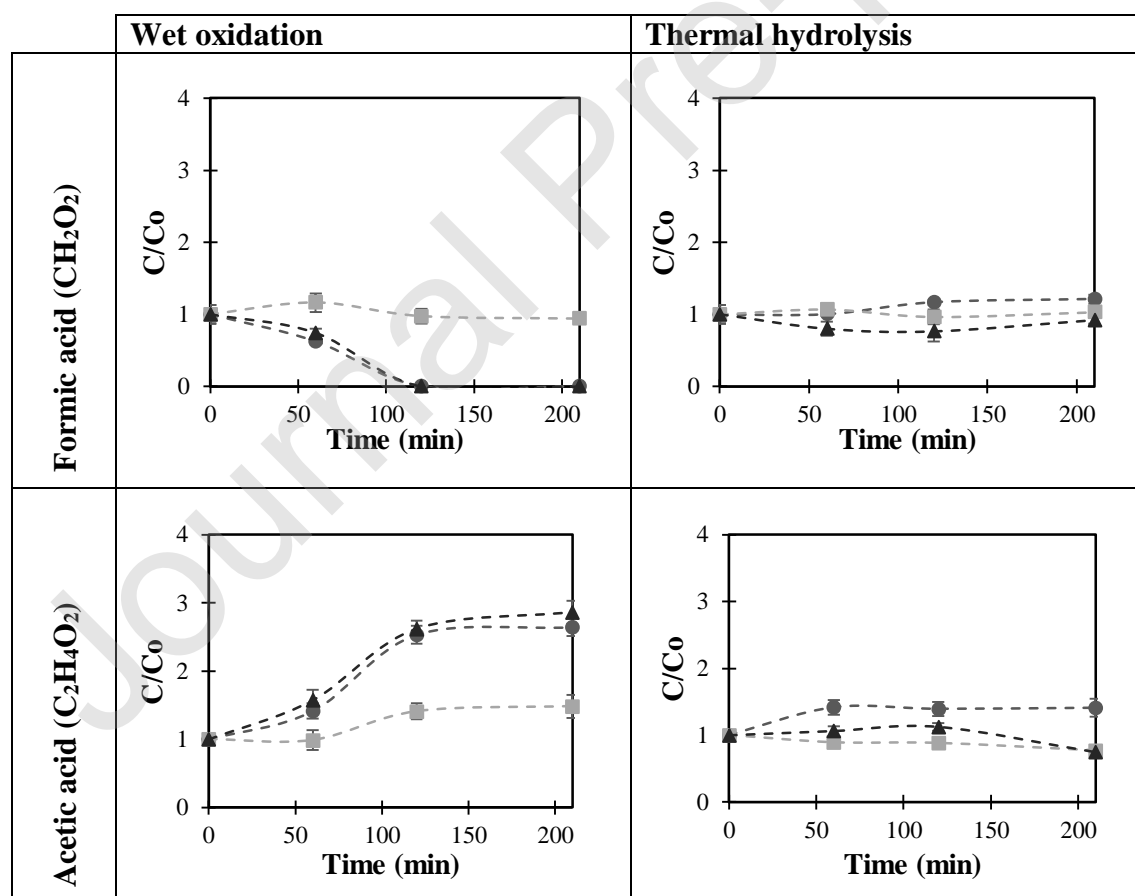 Wet oxidation
Thermal hydrolysis
Formic acid (CH₂O₂)
4
3
2
1
0
C/Co
0 50 100 150 200
Time (min)
4
3
2
1
0
C/Co
0 50 100 150 200
Time (min)
Acetic acid (C₂H₄O₂)
4
3
2
1
0
C/Co
0 50 100 150 200
Time (min)
4
3
2
1
0
C/Co
0 50 100 150 200
Time (min)
Journal Pre-